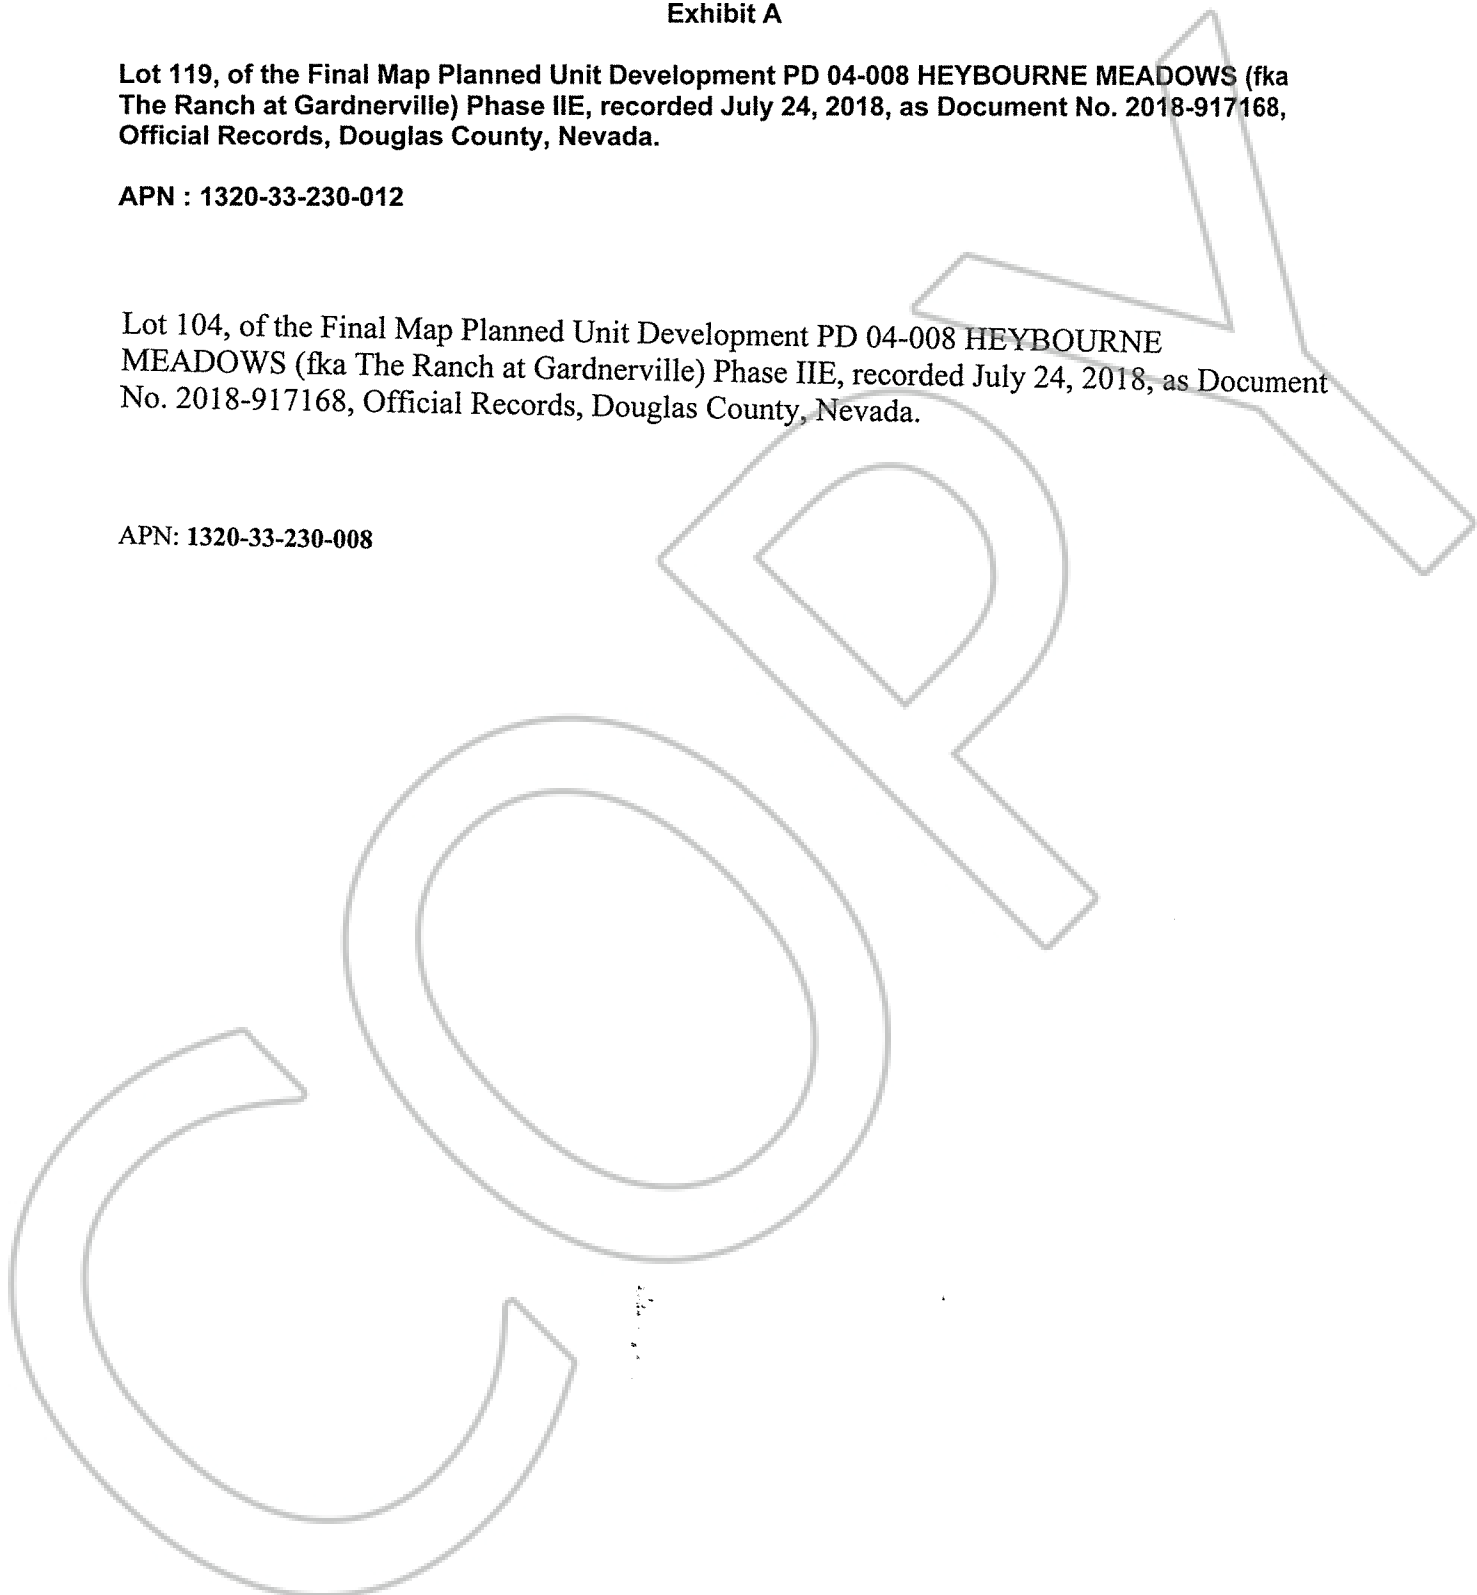 Exhibit A
Lot 119, of the Final Map Planned Unit Development PD 04-008 HEYBOURNE MEADOWS (fka
The Ranch at Gardnerville) Phase IIE, recorded July 24, 2018, as Document No. 2018-917168,
Official Records, Douglas County, Nevada.
APN : 1320-33-230-012
Lot 104, of the Final Map Planned Unit Development PD 04-008 HEYBOURNE
MEADOWS (fka The Ranch at Gardnerville) Phase IIE, recorded July 24, 2018, as Document
No. 2018-917168, Official Records, Douglas County, Nevada.
APN: 1320-33-230-008
COPY